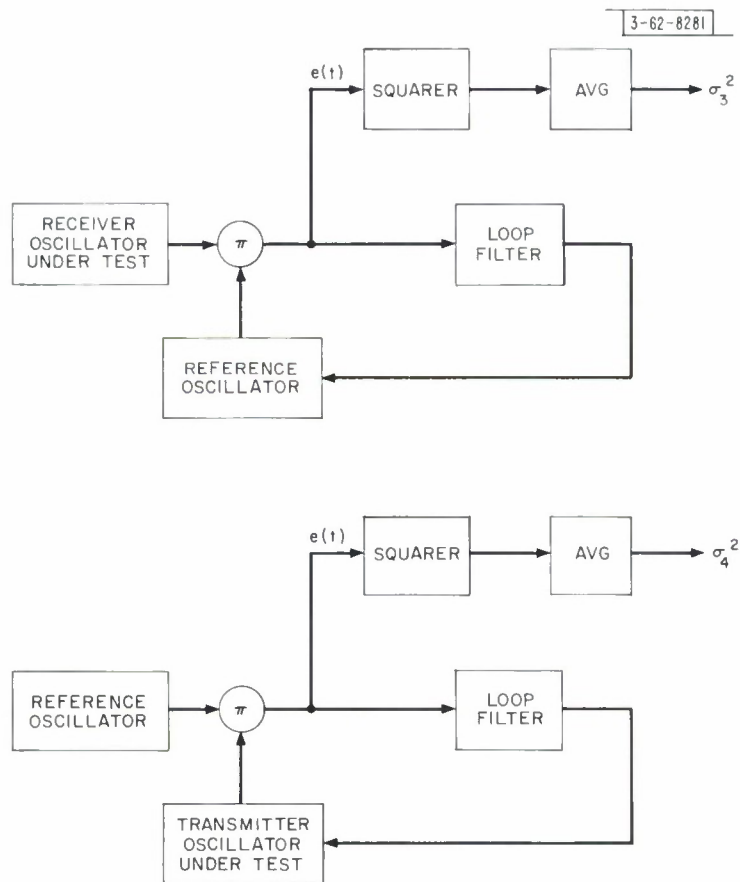 3-62-8281
e(t)
SQUARER
AVG
σ₃²
RECEIVER
OSCILLATOR
UNDER TEST
π
LOOP
FILTER
REFERENCE
OSCILLATOR
e(t)
SQUARER
AVG
σ₄²
REFERENCE
OSCILLATOR
π
LOOP
FILTER
TRANSMITTER
OSCILLATOR
UNDER TEST